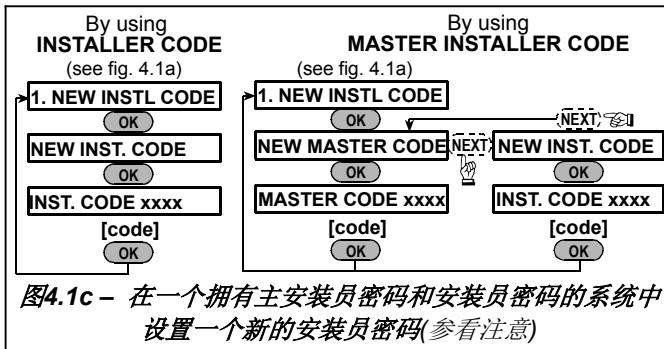 By using
INSTALLER CODE
(see fig. 4.1a)
1. NEW INSTL CODE
OK
NEW INST. CODE
OK
INST. CODE xxxx
[code]
OK
By using
MASTER INSTALLER CODE
(see fig. 4.1a)
1. NEW INSTL CODE
OK
NEXT
NEW MASTER CODE
NEXT
NEW INST. CODE
OK
OK
MASTER CODE xxxx
INST. CODE xxxx
[code]
[code]
OK
OK
图4.1c – 在一个拥有主安装员密码和安装员密码的系统中
设置一个新的安装员密码(参看注意)